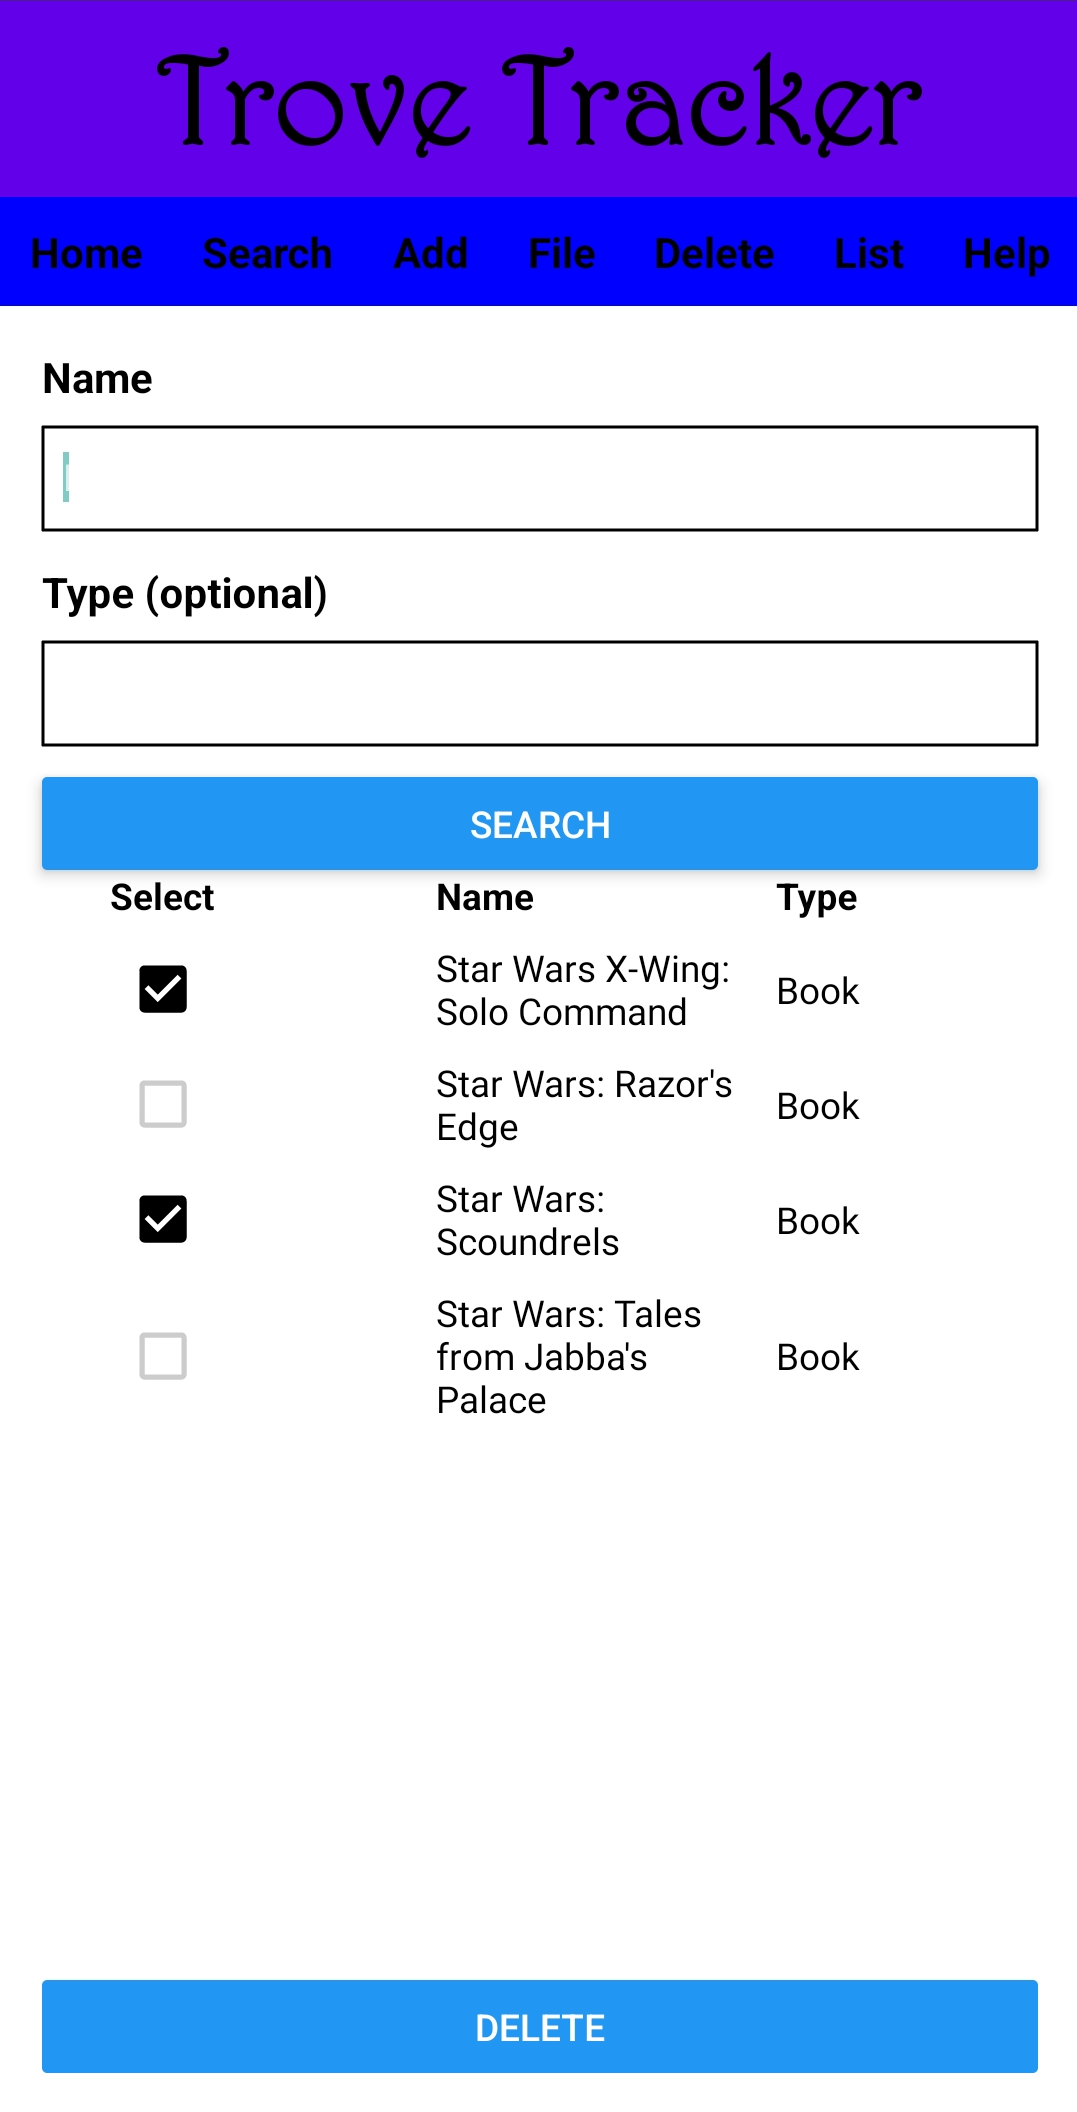 Trove Tracker
Home Search Add File Delete List Help
Name
Type (optional)
SEARCH
Select Name Type
Star Wars X-Wing:
Solo Command
Book
Star Wars: Razor's
Edge
Book
Star Wars:
Scoundrels
Book
Star Wars: Tales
from Jabba's
Palace
Book
DELETE